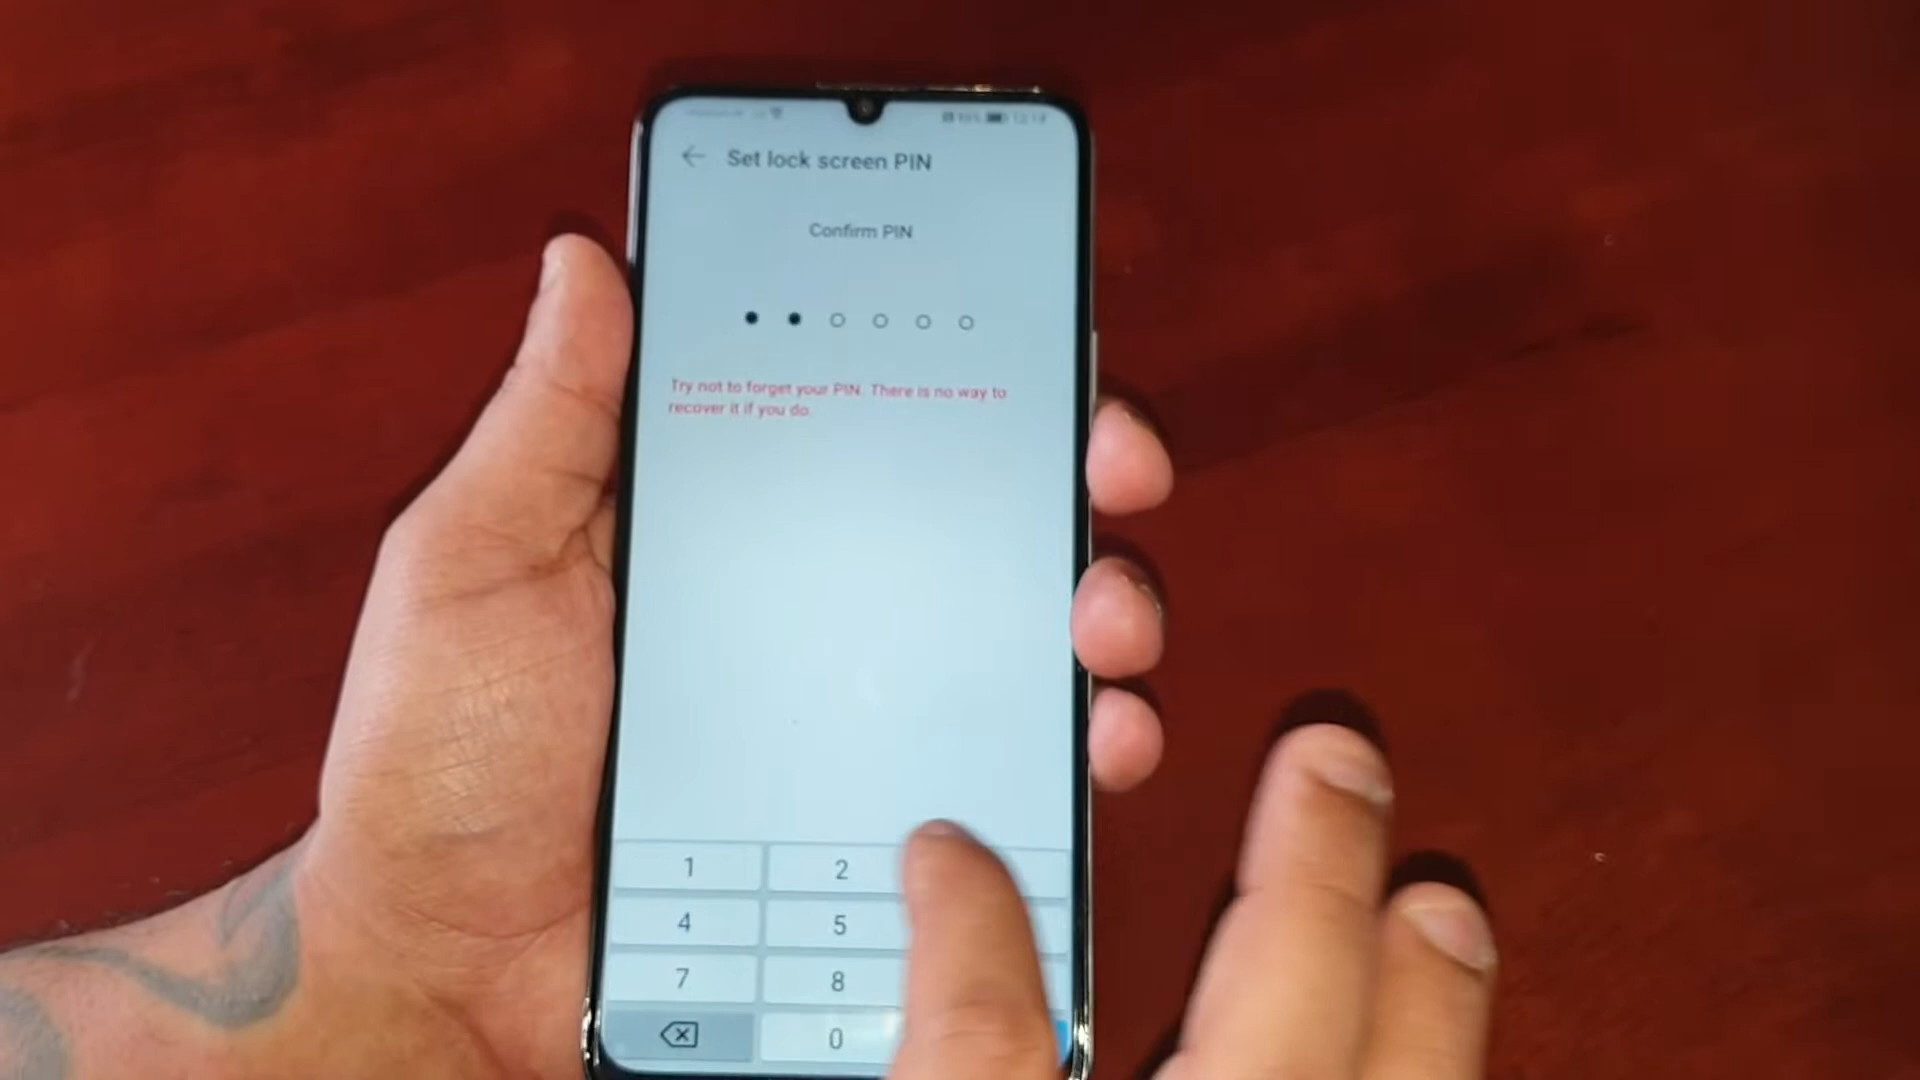 Set lock screen PIN
Confirm PIN
Try not to forget your PIN. There is no way to
recover it if you do.
1 2
4 5
7 8
0